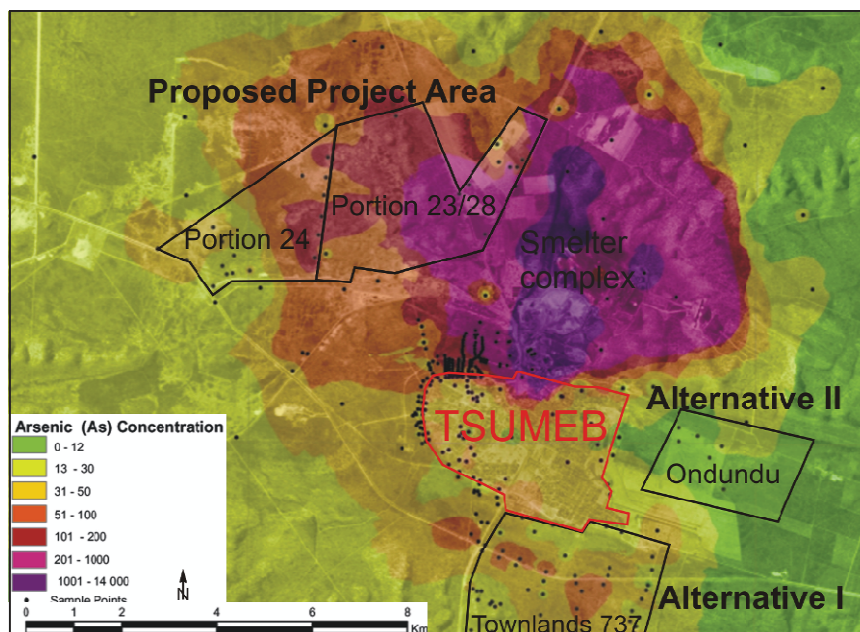 Proposed Project Area
Portion 23/28
Portion 24
Smelter
complex
Alternative II
TSUMEB
Ondundu
Alternative I
Townlands 737
Arsenic (As) Concentration
0 - 12
13 - 30
31 - 50
51 - 100
101 - 200
201 - 1000
1001 - 14 000
Sample Points
N
0 2 4 6 8
Km